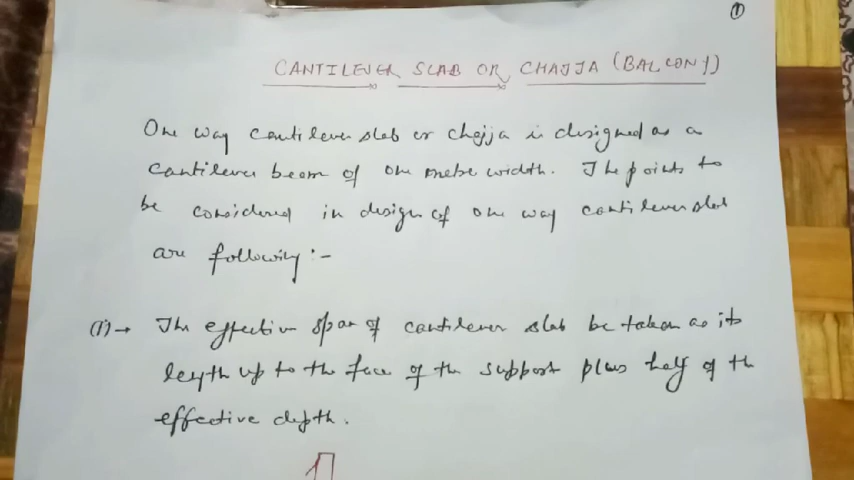 ①
CANTILEVER SLAB OR CHAJJA (BALCONY)
One way cantilever slab or chajja is designed as a
cantilever beam of one metre width. The points to
be considered in design of one way cantilever slab
are following :-
(i)→ The effective span of cantilever slab be taken as its
length up to the face of the support plus half of the
effective depth.